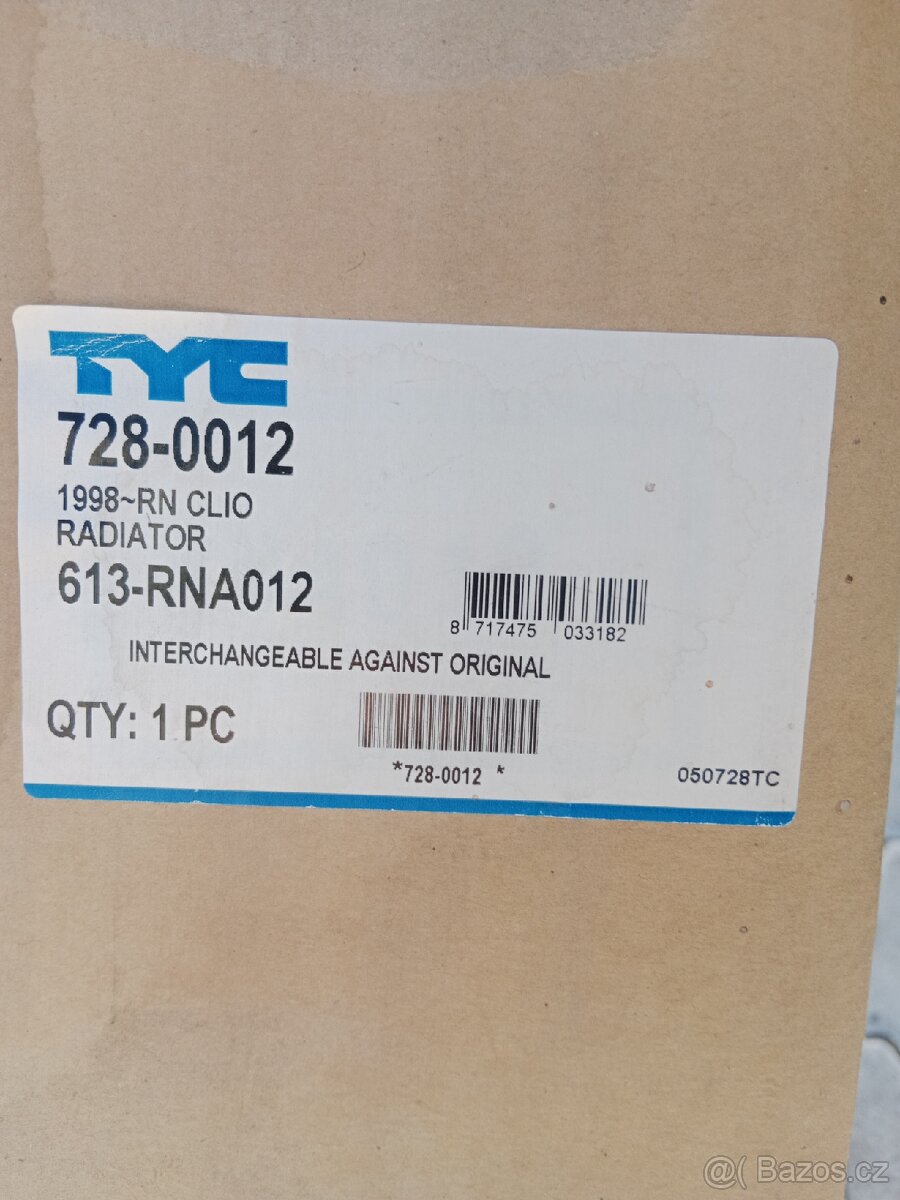 TYC
728-0012
1998~RN CLIO
RADIATOR
613-RNA012
8 717475 033182
INTERCHANGEABLE AGAINST ORIGINAL
QTY: 1 PC
*728-0012 *
050728TC
@( Bazos.cz